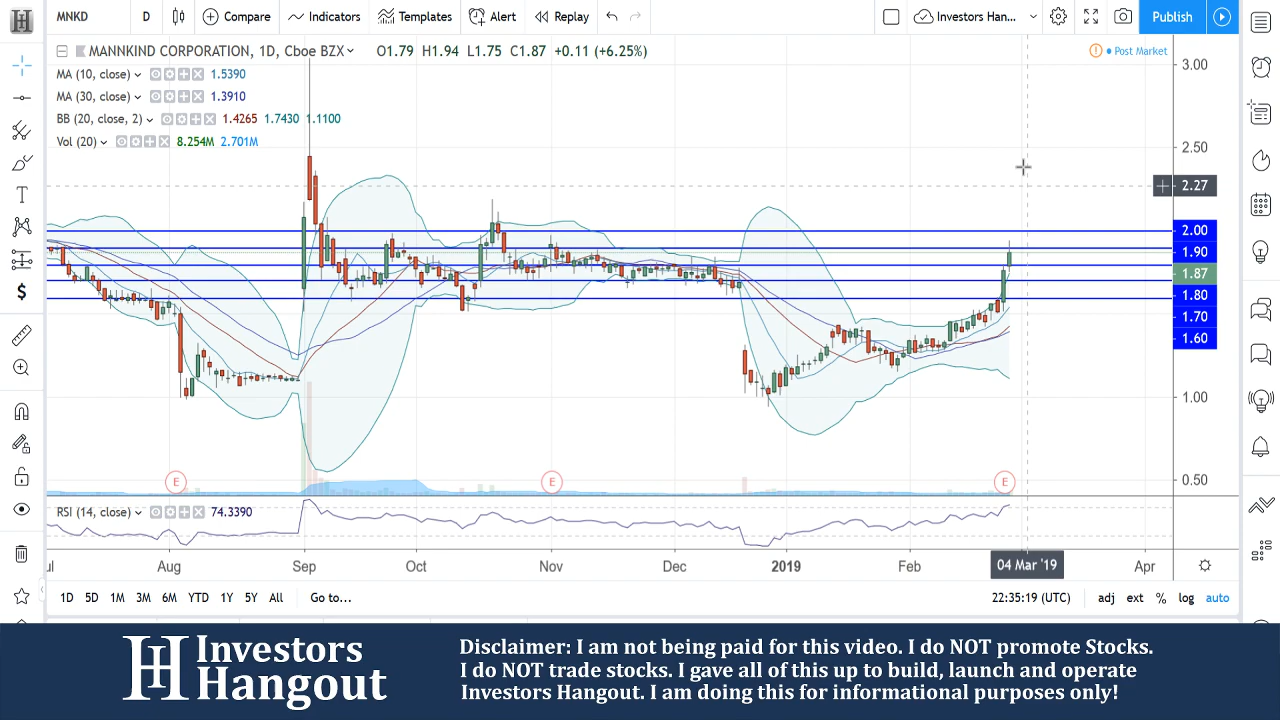 MNKD D Compare Indicators Templates Alert Replay Investors Han... Publish
MANNKIND CORPORATION, 1D, Cboe BZX O1.79 H1.94 L1.75 C1.87 +0.11 (+6.25%)
Post Market
MA (10, close) 1.5390
MA (30, close) 1.3910
BB (20, close, 2) 1.4265 1.7430 1.1100
Vol (20) 8.254M 2.701M
3.00
2.50
2.27
2.00
1.90
1.87
1.80
1.70
1.60
1.00
0.50
E E E
RSI (14, close) 74.3390
ul Aug Sep Oct Nov Dec 2019 Feb 04 Mar '19 Apr
1D 5D 1M 3M 6M YTD 1Y 5Y All Go to... 22:35:19 (UTC) adj ext % log auto
H Investors
Hangout
Disclaimer: I am not being paid for this video. I do NOT promote Stocks.
I do NOT trade stocks. I gave all of this up to build, launch and operate
Investors Hangout. I am doing this for informational purposes only!